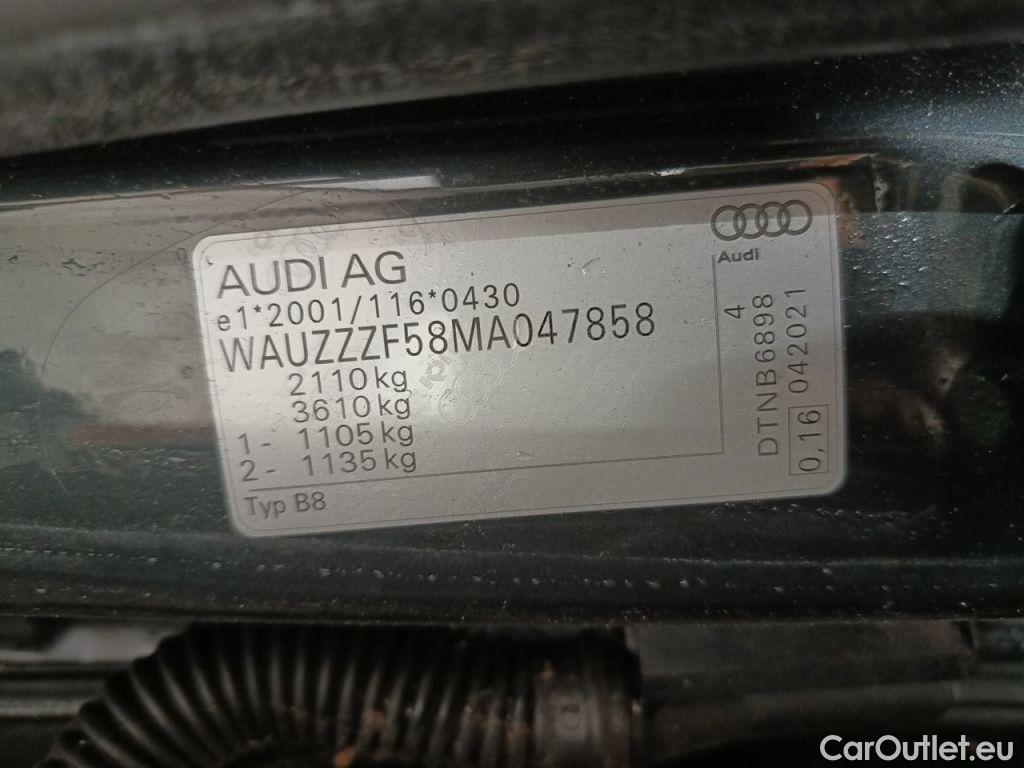 AUDI AG
e1*2001/116*0430
WAUZZZF58MA047858
2110 kg
3610 kg
1 - 1105 kg
2 - 1135 kg
Typ B8
Audi
4
DTNB6898
0,16 042021
CarOutlet.eu